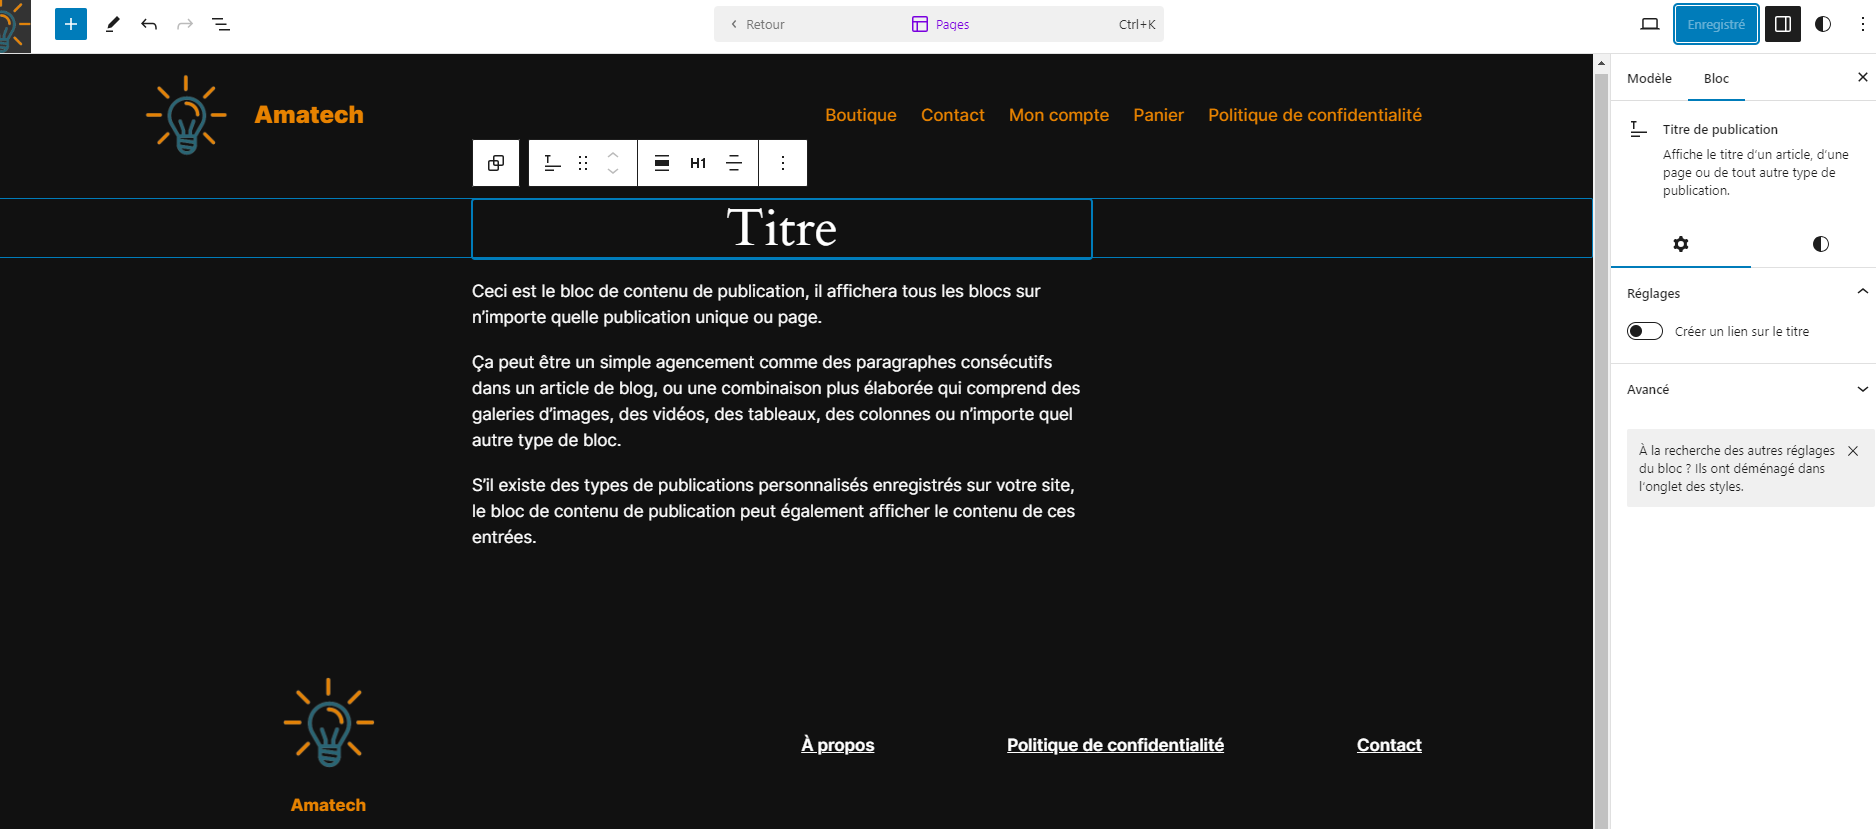 Retour
Pages
Ctrl+K
Enregistré
Amatech
Boutique
Contact
Mon compte
Panier
Politique de confidentialité
H1
Titre
Ceci est le bloc de contenu de publication, il affichera tous les blocs sur
n’importe quelle publication unique ou page.
Ça peut être un simple agencement comme des paragraphes consécutifs
dans un article de blog, ou une combinaison plus élaborée qui comprend des
galeries d’images, des vidéos, des tableaux, des colonnes ou n’importe quel
autre type de bloc.
S’il existe des types de publications personnalisés enregistrés sur votre site,
le bloc de contenu de publication peut également afficher le contenu de ces
entrées.
À propos
Politique de confidentialité
Contact
Amatech
Modèle
Bloc
Titre de publication
Affiche le titre d’un article, d’une
page ou de tout autre type de
publication.
Réglages
Créer un lien sur le titre
Avancé
À la recherche des autres réglages
du bloc ? Ils ont déménagé dans
l’onglet des styles.